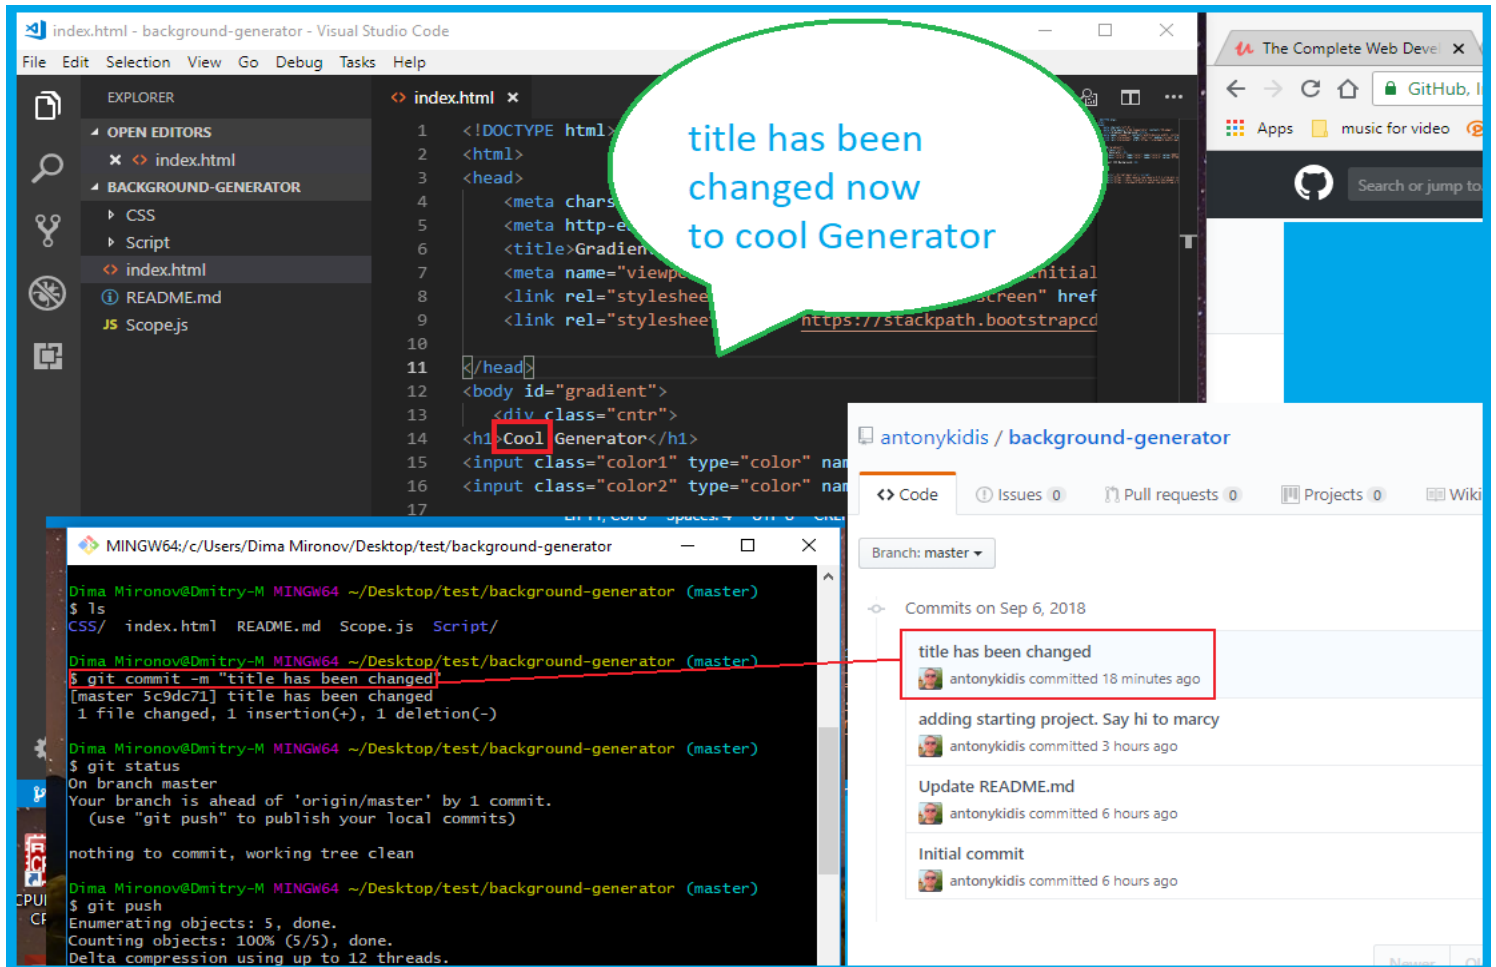 index.html - background-generator - Visual Studio Code
File Edit Selection View Go Debug Tasks Help
EXPLORER
OPEN EDITORS
index.html
BACKGROUND-GENERATOR
CSS
Script
index.html
README.md
JS Scope.js
index.html
1 <!DOCTYPE html>
2 <html>
3 <head>
4 <meta chars
5 <meta http-e
6 <title>Gradien
7 <meta name="viewp initial
8 <link rel="styleshee screen" href
9 <link rel="styleshee https://stackpath.bootstrapcd
10
11 </head>
12 <body id="gradient">
13 <div class="cntr">
14 <h1>Cool Generator</h1>
15 <input class="color1" type="color" nam
16 <input class="color2" type="color" nam
17
title has been
changed now
to cool Generator
The Complete Web Devel
GitHub, I
Apps music for video
Search or jump to
MINGW64:/c/Users/Dima Mironov/Desktop/test/background-generator
Dima Mironov@Dmitry-M MINGW64 ~/Desktop/test/background-generator (master)
$ ls
CSS/ index.html README.md Scope.js Script/
Dima Mironov@Dmitry-M MINGW64 ~/Desktop/test/background-generator (master)
$ git commit -m "title has been changed"
[master 5c9dc71] title has been changed
1 file changed, 1 insertion(+), 1 deletion(-)
Dima Mironov@Dmitry-M MINGW64 ~/Desktop/test/background-generator (master)
$ git status
On branch master
Your branch is ahead of 'origin/master' by 1 commit.
(use "git push" to publish your local commits)
nothing to commit, working tree clean
Dima Mironov@Dmitry-M MINGW64 ~/Desktop/test/background-generator (master)
$ git push
Enumerating objects: 5, done.
Counting objects: 100% (5/5), done.
Delta compression using up to 12 threads.
antonykidis / background-generator
Code Issues 0 Pull requests 0 Projects 0 Wiki
Branch: master
Commits on Sep 6, 2018
title has been changed
antonykidis committed 18 minutes ago
adding starting project. Say hi to marcy
antonykidis committed 3 hours ago
Update README.md
antonykidis committed 6 hours ago
Initial commit
antonykidis committed 6 hours ago
Newer